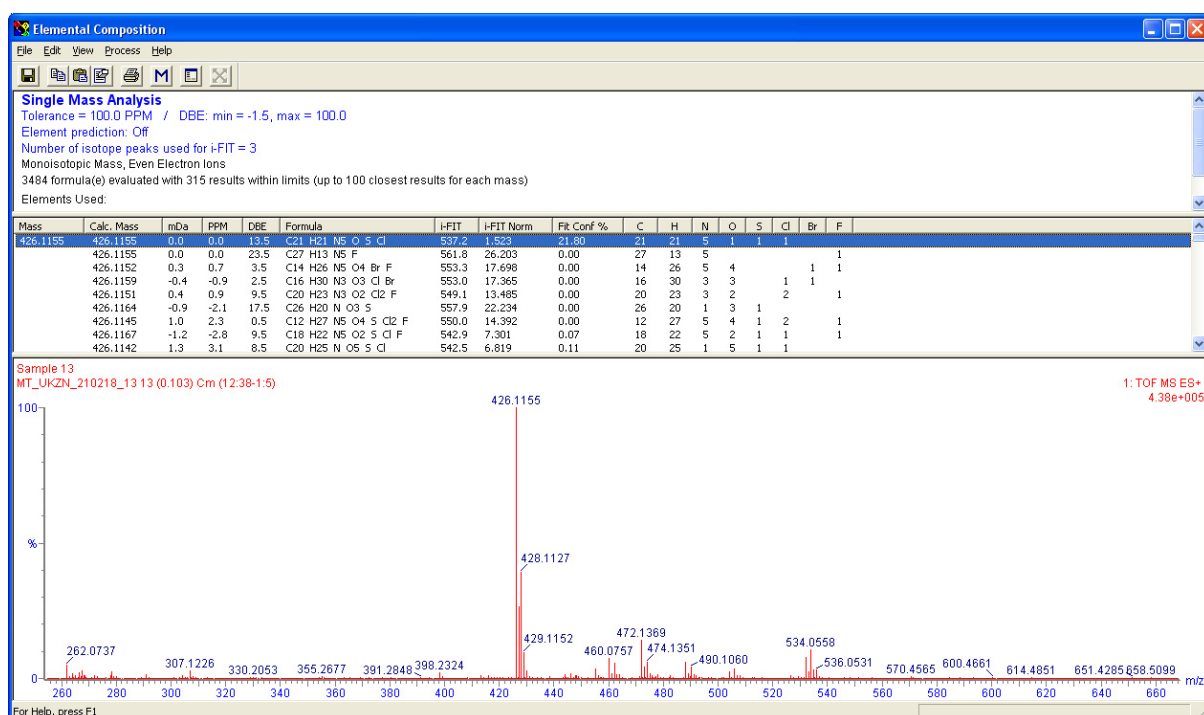 Elemental Composition
File Edit View Process Help
M
Single Mass Analysis
Tolerance = 100.0 PPM / DBE: min = -1.5, max = 100.0
Element prediction: Off
Number of isotope peaks used for i-FIT = 3
Monoisotopic Mass, Even Electron Ions
3484 formula(e) evaluated with 315 results within limits (up to 100 closest results for each mass)
Elements Used:
Mass Calc. Mass mDa PPM DBE Formula i-FIT i-FIT Norm Fit Conf % C H N O S Cl Br F
426.1155 426.1155 0.0 0.0 13.5 C21 H21 N5 O S Cl 537.2 1.523 21.80 21 21 5 1 1 1
426.1155 0.0 0.0 23.5 C27 H13 N5 F 561.8 26.203 0.00 27 13 5 1
426.1152 0.3 0.7 3.5 C14 H26 N5 O4 Br F 553.3 17.698 0.00 14 26 5 4 1 1
426.1159 -0.4 -0.9 2.5 C16 H30 N3 O3 Cl Br 553.0 17.365 0.00 16 30 3 3 1 1
426.1151 0.4 0.9 9.5 C20 H23 N3 O2 Cl2 F 549.1 13.485 0.00 20 23 3 2 2 1
426.1164 -0.9 -2.1 17.5 C26 H20 N O3 S 557.9 22.234 0.00 26 20 1 3 1
426.1145 1.0 2.3 0.5 C12 H27 N5 O4 S Cl2 F 550.0 14.392 0.00 12 27 5 4 1 2 1
426.1167 -1.2 -2.8 9.5 C18 H22 N5 O2 S Cl F 542.9 7.301 0.07 18 22 5 2 1 1 1
426.1142 1.3 3.1 8.5 C20 H25 N O5 S Cl 542.5 6.819 0.11 20 25 1 5 1 1
Sample 13
MT_UKZN_210218_13 13 (0.103) Cm (12:38-1:5)
1: TOF MS ES+
4.38e+005
100
%
0
426.1155
428.1127
429.1152
262.0737
307.1226
330.2053
355.2677
391.2848
398.2324
460.0757
472.1369
474.1351
490.1060
534.0558
536.0531
570.4565
600.4661
614.4851
651.4285
658.5099
260 280 300 320 340 360 380 400 420 440 460 480 500 520 540 560 580 600 620 640 660 m/z
For Help, press F1